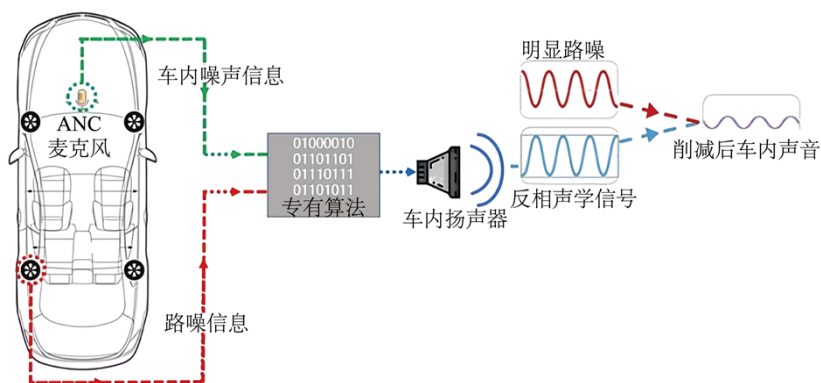 车内噪声信息
ANC
麦克风
路噪信息
01000010
01101101
01110111
01101011
专有算法
车内扬声器
明显路噪
反相声学信号
削减后车内声音